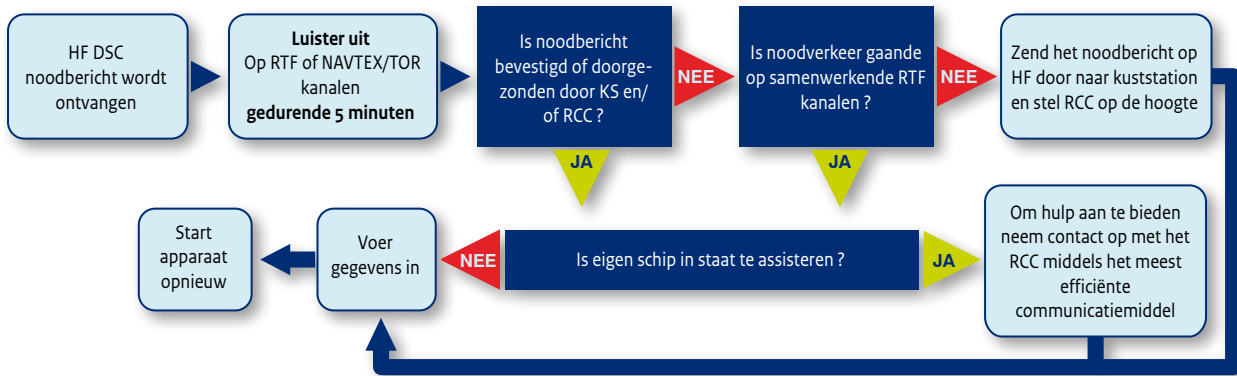 HF DSC
noodbericht wordt
ontvangen
Luister uit
Op RTF of NAVTEX/TOR
kanalen
gedurende 5 minuten
Is noodbericht
bevestigd of doorge-
zonden door KS en/
of RCC ?
NEE
JA
Is noodverkeer gaande
op samenwerkende RTF
kanalen ?
NEE
JA
Zend het noodbericht op
HF door naar kuststation
en stel RCC op de hoogte
Start
apparaat
opnieuw
Voer
gegevens in
NEE
Is eigen schip in staat te assisteren ?
JA
Om hulp aan te bieden
neem contact op met het
RCC middels het meest
efficiënte
communicatiemiddel